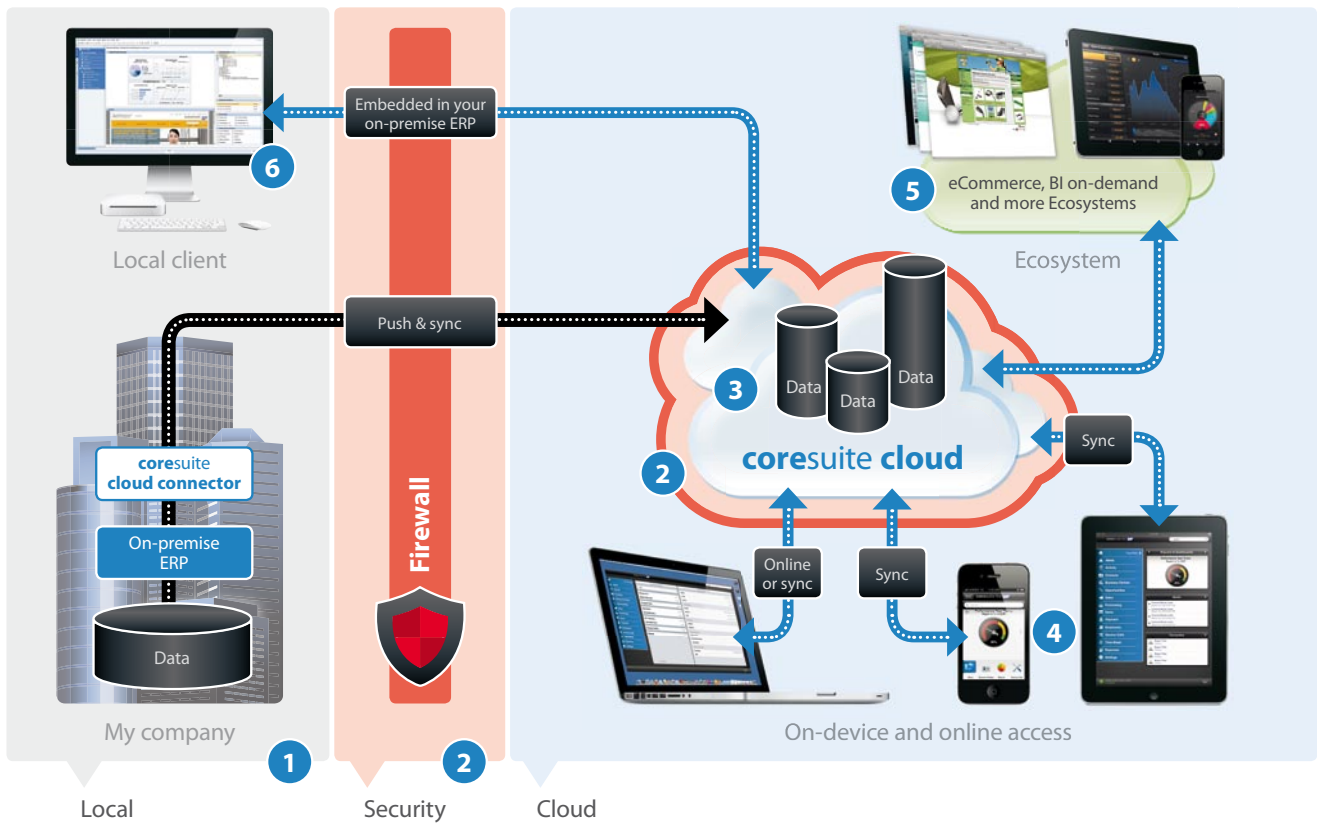 Embedded in your
on-premise ERP
6
Local client
5
eCommerce, BI on-demand
and more Ecosystems
Ecosystem
Push & sync
3
Data
Data
Data
coresuite cloud
2
Sync
coresuite
cloud connector
On-premise
ERP
Data
Firewall
Online
or sync
Sync
4
My company
1
2
On-device and online access
Local
Security
Cloud